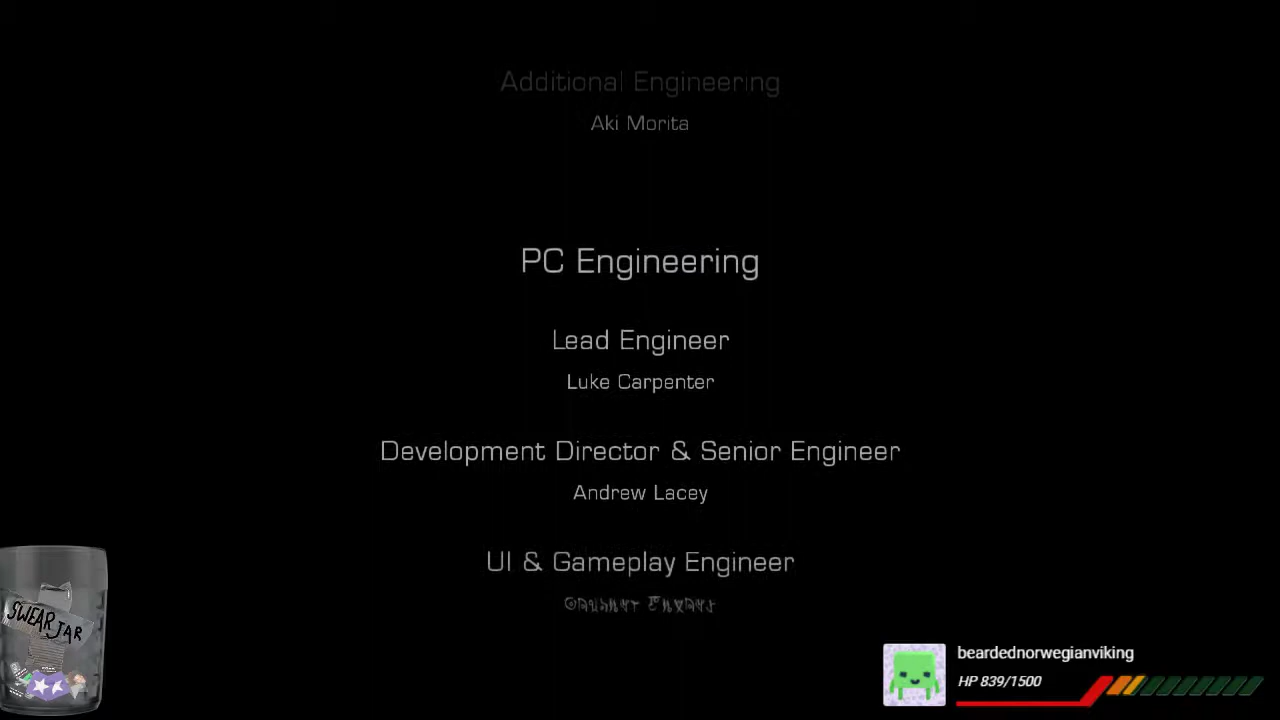 Additional Engineering
Aki Morita
PC Engineering
Lead Engineer
Luke Carpenter
Development Director & Senior Engineer
Andrew Lacey
UI & Gameplay Engineer
SWEAR JAR
beardednorwegianviking
HP 839/1500